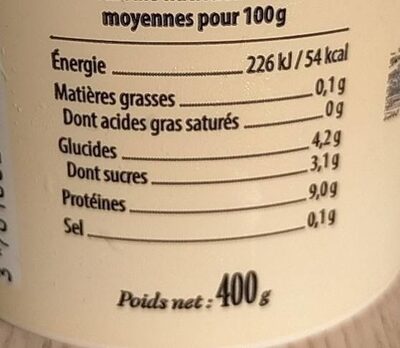 moyennes pour 100g
Énergie 226 kJ / 54 kcal
Matières grasses 0,1g
Dont acides gras saturés 0g
Glucides 4,2g
Dont sucres 3,1g
Protéines 9,0g
Sel 0,1g
Poids net : 400g